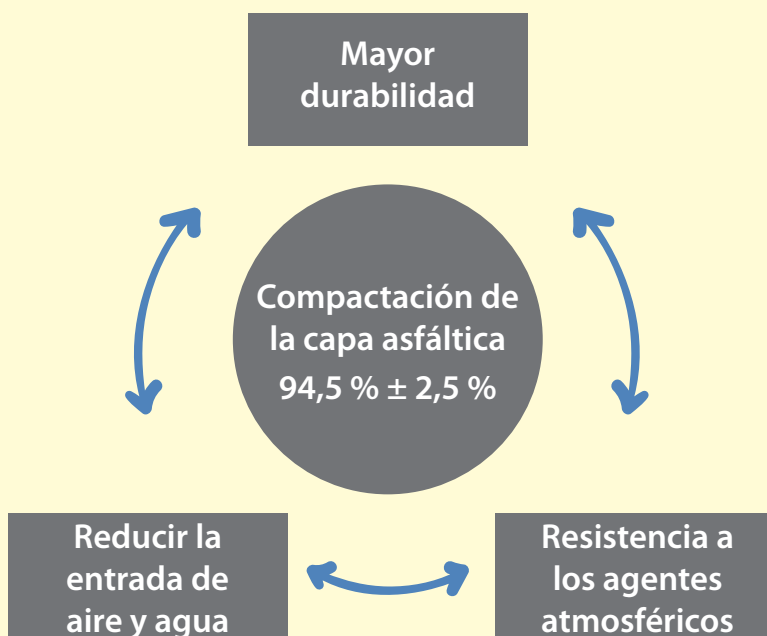 Mayor
durabilidad
Compactación de
la capa asfáltica
94,5 % ± 2,5 %
Reducir la
entrada de
aire y agua
Resistencia a
los agentes
atmosféricos